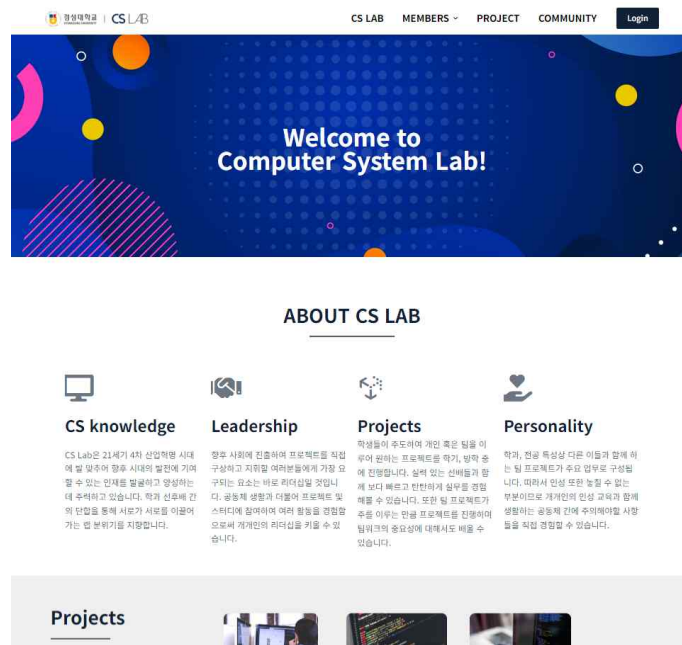 경성대학교 | CS LAB
CS LAB MEMBERS PROJECT COMMUNITY Login
Welcome to
Computer System Lab!
ABOUT CS LAB
CS knowledge
CS Lab은 21세기 4차 산업혁명 시대
에 발 맞추어 향후 시대의 발전에 기여
할 수 있는 인재를 발굴하고 양성하는
데 주력하고 있습니다. 학과 선후배 간
의 단합을 통해 서로가 서로를 이끌어
가는 랩 분위기를 지향합니다.
Leadership
향후 사회에 진출하여 프로젝트를 직접
구상하고 지휘할 여러분들에게 가장 요
구되는 요소는 바로 리더십일 것입니
다. 공동체 생활과 더불어 프로젝트 및
스터디에 참여하여 여러 활동을 경험함
으로써 개개인의 리더십을 키울 수 있
습니다.
Projects
학생들이 주도하여 개인 혹은 팀을 이
루어 원하는 프로젝트를 학기, 방학 중
에 진행합니다. 실력 있는 선배들과 함
께 보다 빠르고 탄탄하게 실무를 경험
해볼 수 있습니다. 또한 팀 프로젝트가
주를 이루는 만큼 프로젝트를 진행하며
팀워크의 중요성에 대해서도 배울 수
있습니다.
Personality
학과, 전공 특성상 다른 이들과 함께 하
는 팀 프로젝트가 주요 업무로 구성됩
니다. 따라서 인성 또한 놓칠 수 없는
부분이므로 개개인의 인성 교육과 함께
생활하는 공동체 간에 주의해야할 사항
들을 직접 경험할 수 있습니다.
Projects